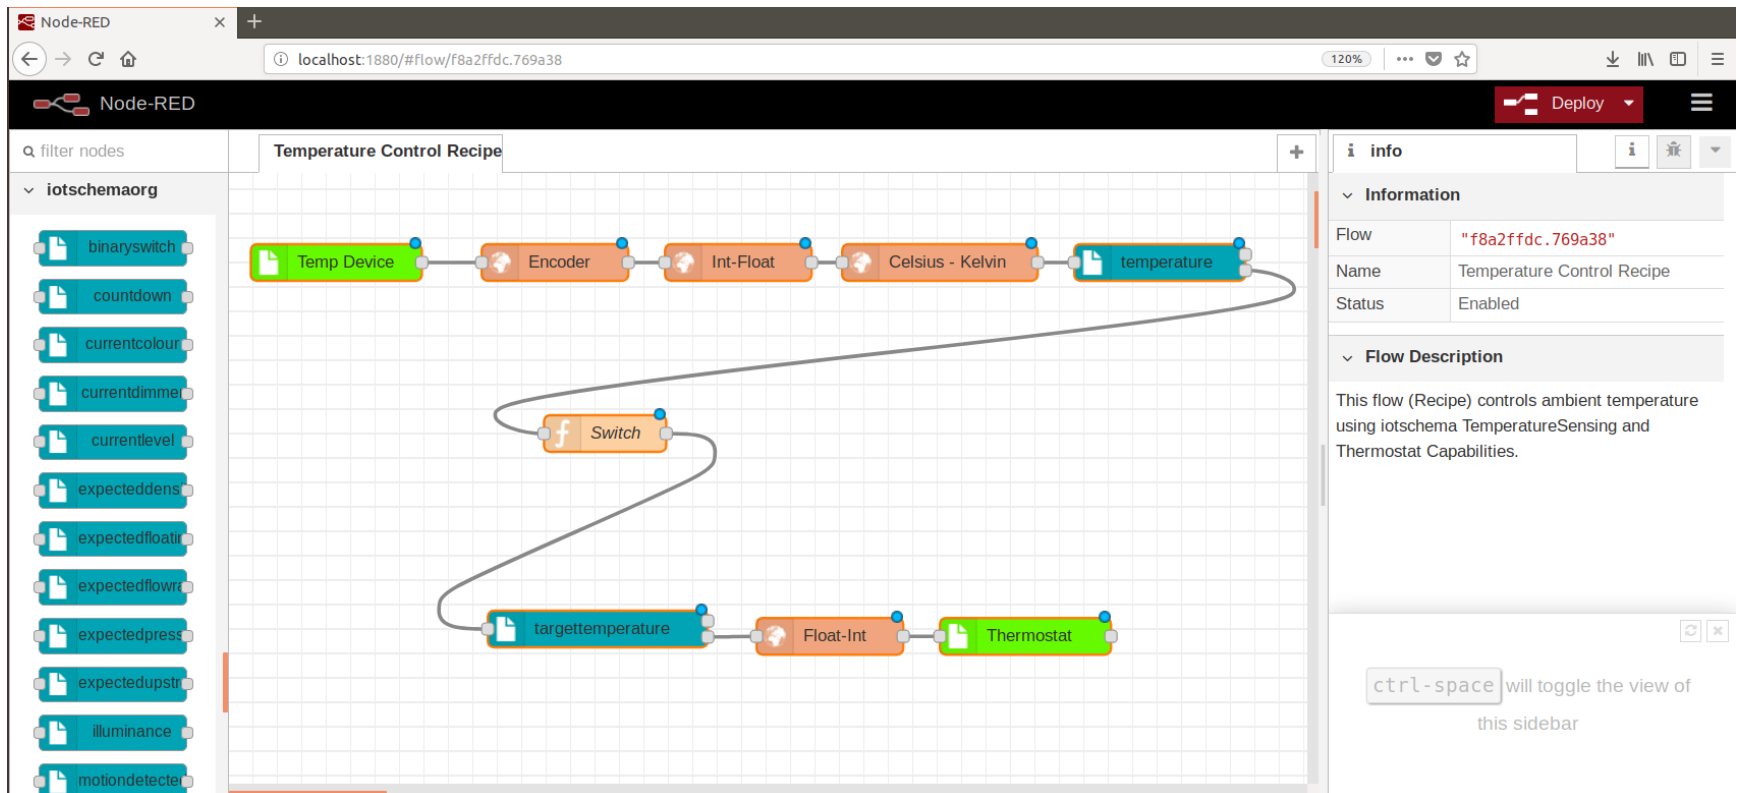 Node-RED
localhost:1880/#flow/f8a2ffdc.769a38
120%
Node-RED
Deploy
filter nodes
Temperature Control Recipe
info
iotschemaorg
Information
binaryswitch
countdown
currentcolour
currentdimmer
currentlevel
expecteddens
expectedfloatin
expectedflowra
expectedpress
expectedupstr
illuminance
motiondetected
Temp Device
Encoder
Int-Float
Celsius - Kelvin
temperature
Switch
targettemperature
Float-Int
Thermostat
Flow "f8a2ffdc.769a38"
Name Temperature Control Recipe
Status Enabled
Flow Description
This flow (Recipe) controls ambient temperature
using iotschema TemperatureSensing and
Thermostat Capabilities.
ctrl-space will toggle the view of
this sidebar